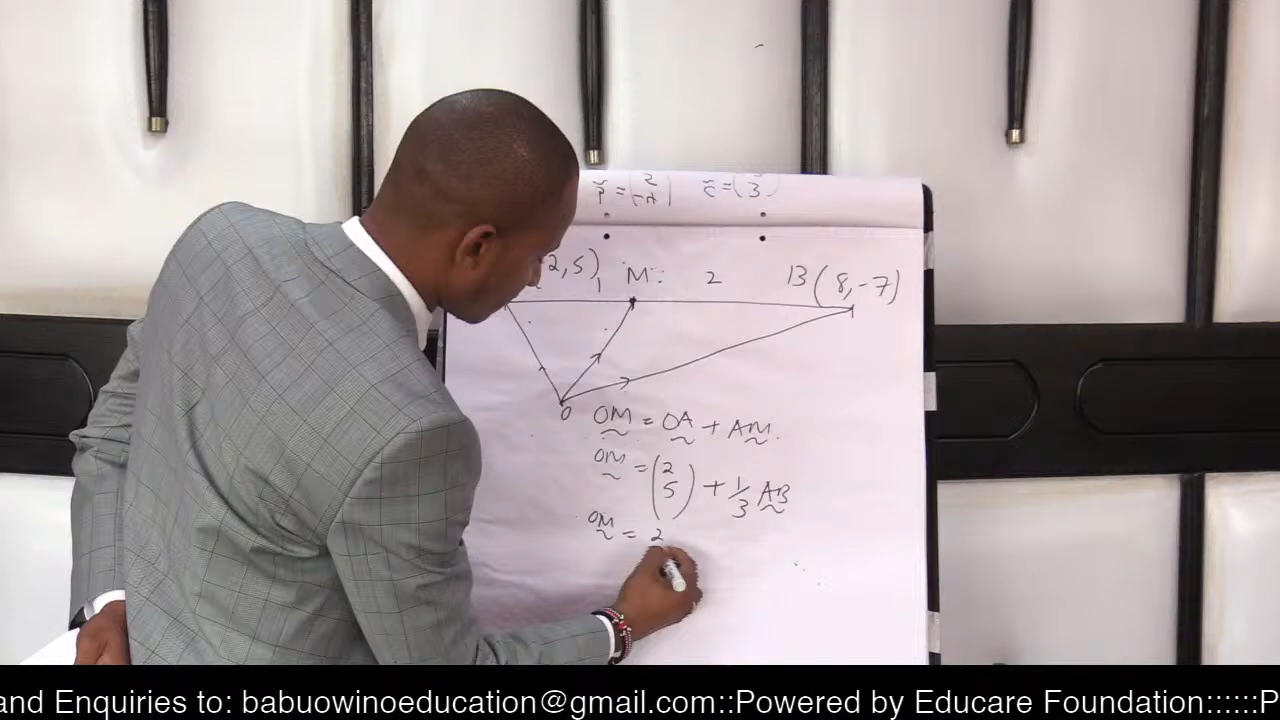 p = (2 -4) c = ( 3)
2, 5) 1 M 2 B (8, -7)
O
OM = OA + AM
OM = (2 5) + 1/3 AB
OM = 2
and Enquiries to: babuowinoeducation@gmail.com::Powered by Educare Foundation::::::P